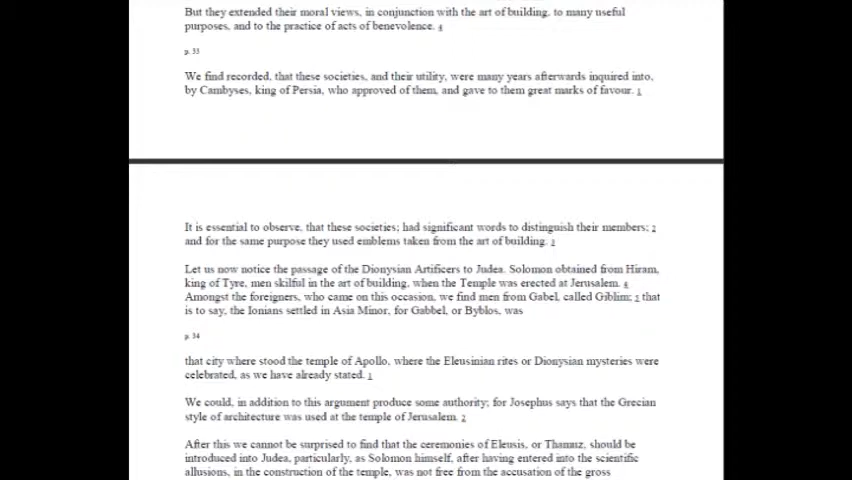 But they extended their moral views, in conjunction with the art of building, to many useful
purposes, and to the practice of acts of benevolence. 4
p. 33
We find recorded, that these societies, and their utility, were many years afterwards inquired into,
by Cambyses, king of Persia, who approved of them, and gave to them great marks of favour. 1
It is essential to observe, that these societies; had significant words to distinguish their members; 2
and for the same purpose they used emblems taken from the art of building. 3
Let us now notice the passage of the Dionysian Artificers to Judea. Solomon obtained from Hiram,
king of Tyre, men skilful in the art of building, when the Temple was erected at Jerusalem. 4
Amongst the foreigners, who came on this occasion, we find men from Gabel, called Giblim; 5 that
is to say, the Ionians settled in Asia Minor, for Gabbel, or Byblos, was
p. 34
that city where stood the temple of Apollo, where the Eleusinian rites or Dionysian mysteries were
celebrated, as we have already stated. 1
We could, in addition to this argument produce some authority; for Josephus says that the Grecian
style of architecture was used at the temple of Jerusalem. 2
After this we cannot be surprised to find that the ceremonies of Eleusis, or Thamuz, should be
introduced into Judea, particularly, as Solomon himself, after having entered into the scientific
allusions, in the construction of the temple, was not free from the accusation of the gross